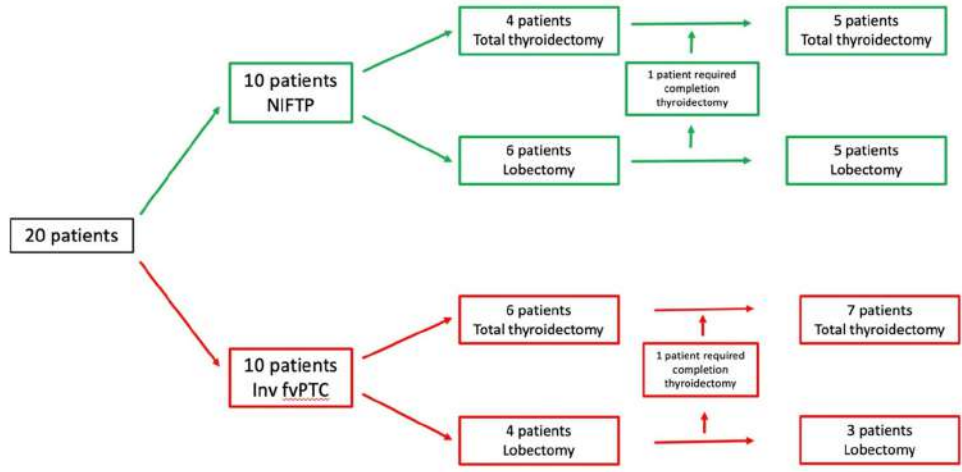 4 patients
Total thyroidectomy
5 patients
Total thyroidectomy
10 patients
NIFTP
1 patient required
completion
thyroidectomy
6 patients
Lobectomy
5 patients
Lobectomy
20 patients
6 patients
Total thyroidectomy
7 patients
Total thyroidectomy
10 patients
Inv fvPTC
1 patient required
completion
thyroidectomy
4 patients
Lobectomy
3 patients
Lobectomy